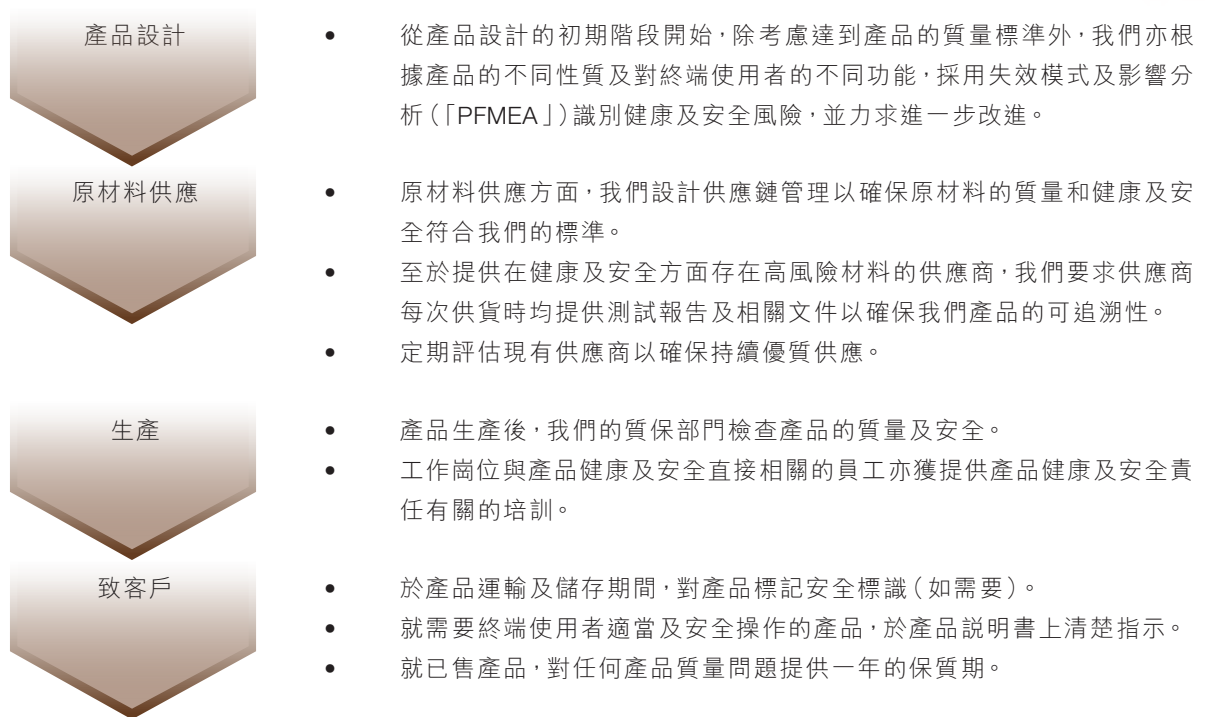 產品設計
• 從產品設計的初期階段開始，除考慮達到產品的質量標準外，我們亦根
據產品的不同性質及對終端使用者的不同功能，採用失效模式及影響分
析（「PFMEA」）識別健康及安全風險，並力求進一步改進。
原材料供應
• 原材料供應方面，我們設計供應鏈管理以確保原材料的質量和健康及安
全符合我們的標準。
• 至於提供在健康及安全方面存在高風險材料的供應商，我們要求供應商
每次供貨時均提供測試報告及相關文件以確保我們產品的可追溯性。
• 定期評估現有供應商以確保持續優質供應。
生產
• 產品生產後，我們的質保部門檢查產品的質量及安全。
• 工作崗位與產品健康及安全直接相關的員工亦獲提供產品健康及安全責
任有關的培訓。
致客戶
• 於產品運輸及儲存期間，對產品標記安全標識（如需要）。
• 就需要終端使用者適當及安全操作的產品，於產品說明書上清楚指示。
• 就已售產品，對任何產品質量問題提供一年的保質期。